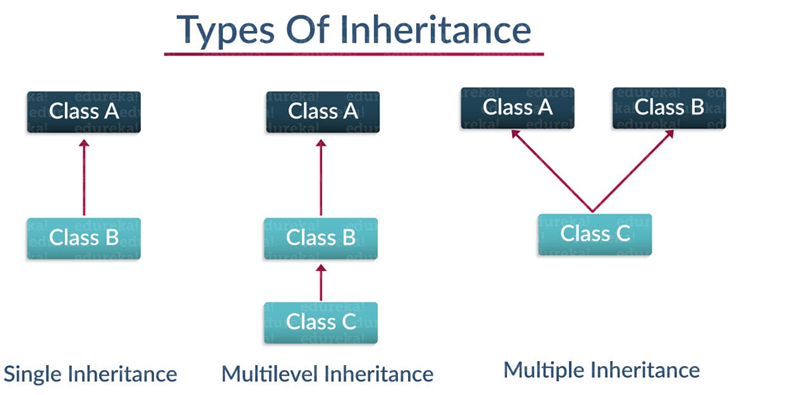 Types Of Inheritance
Class A
Class B
Single Inheritance
Class A
Class B
Class C
Multilevel Inheritance
Class A
Class B
Class C
Multiple Inheritance